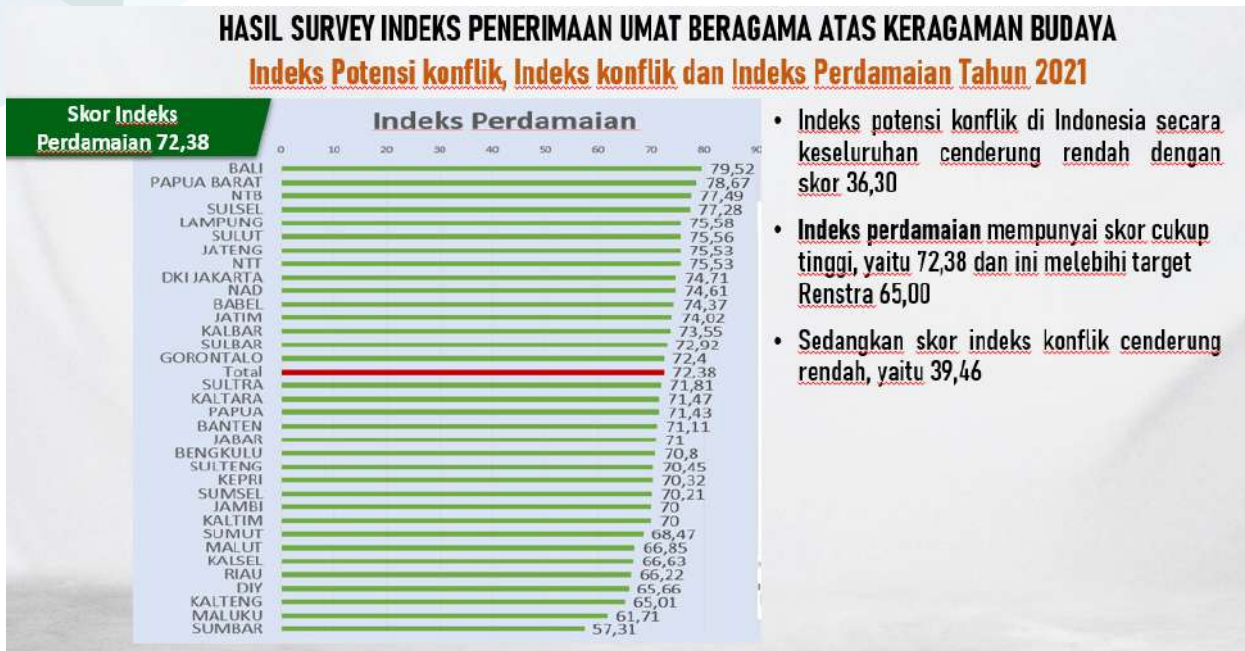 HASIL SURVEY INDEKS PENERIMAAN UMAT BERAGAMA ATAS KERAGAMAN BUDAYA
Indeks Potensi konflik, Indeks konflik dan Indeks Perdamaian Tahun 2021
Skor Indeks
Perdamaian 72,38
Indeks Perdamaian
0 10 20 30 40 50 60 70 80 90
BALI 79,52
PAPUA BARAT 78,67
NTB 77,49
SULSEL 77,28
LAMPUNG 75,58
SULUT 75,56
JATENG 75,53
NTT 75,53
DKI JAKARTA 74,71
NAD 74,61
BABEL 74,37
JATIM 74,02
KALBAR 73,55
SULBAR 72,92
GORONTALO 72,4
Total 72,38
SULTRA 71,81
KALTARA 71,47
PAPUA 71,43
BANTEN 71,11
JABAR 71
BENGKULU 70,8
SULTENG 70,45
KEPRI 70,32
SUMSEL 70,21
JAMBI 70
KALTIM 70
SUMUT 68,47
MALUT 66,85
KALSEL 66,63
RIAU 66,22
DIY 65,66
KALTENG 65,01
MALUKU 61,71
SUMBAR 57,31
• Indeks potensi konflik di Indonesia secara
keseluruhan cenderung rendah dengan
skor 36,30
• Indeks perdamaian mempunyai skor cukup
tinggi, yaitu 72,38 dan ini melebihi target
Renstra 65,00
• Sedangkan skor indeks konflik cenderung
rendah, yaitu 39,46